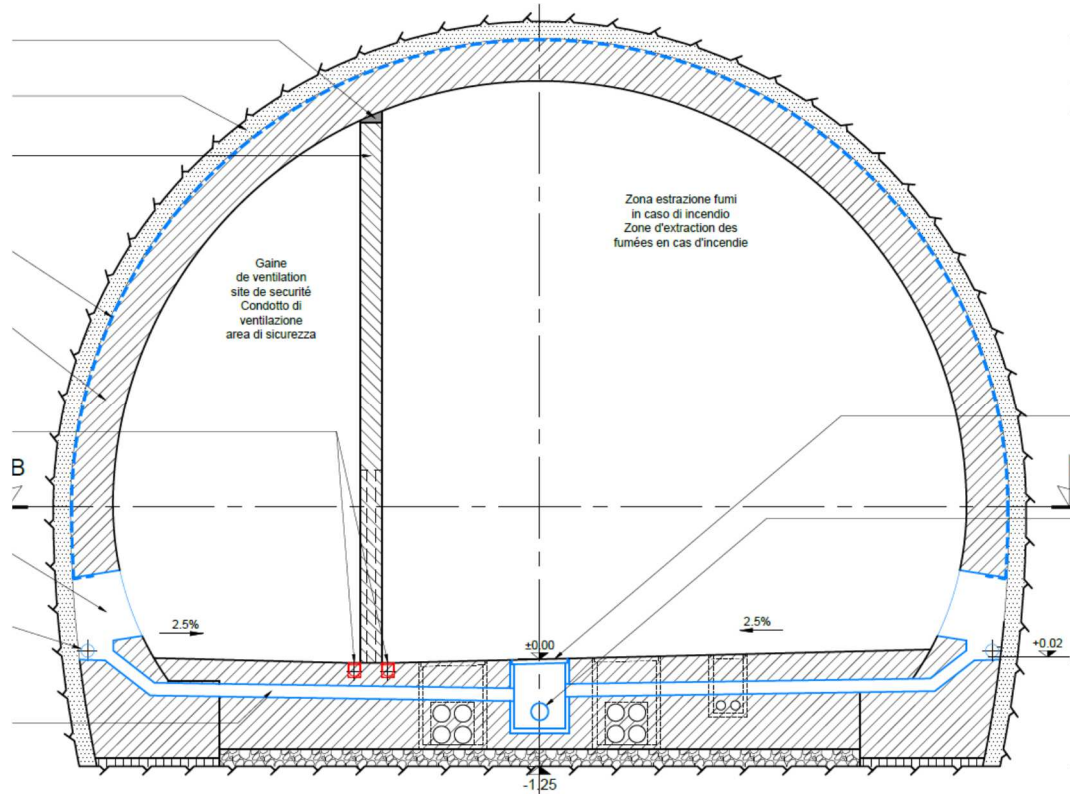 Zona estrazione fumi
in caso di incendio
Zone d'extraction des
fumées en cas d'incendie
Gaine
de ventilation
site de securité
Condotto di
ventilazione
area di sicurezza
B
2.5%
±0.00
2.5%
+0.02
-1.25